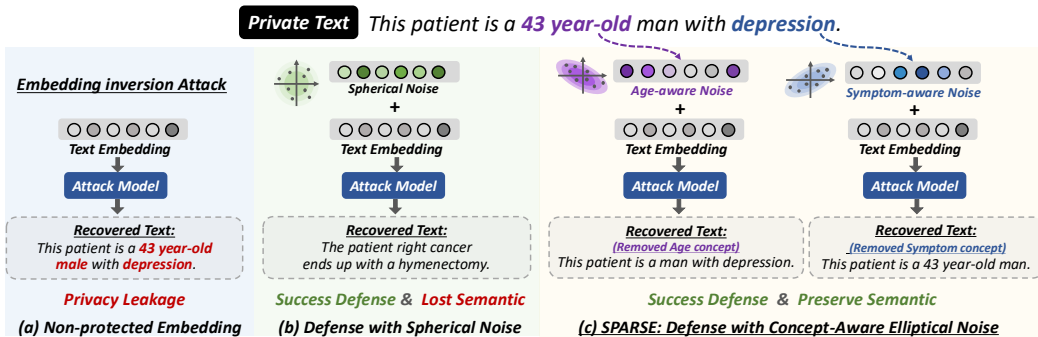 Private Text This patient is a 43 year-old man with depression.
Embedding inversion Attack
Text Embedding
Attack Model
Recovered Text:
This patient is a 43 year-old
male with depression.
Privacy Leakage
(a) Non-protected Embedding
Spherical Noise
+
Text Embedding
Attack Model
Recovered Text:
The patient right cancer
ends up with a hymenectomy.
Success Defense & Lost Semantic
(b) Defense with Spherical Noise
Age-aware Noise
+
Text Embedding
Attack Model
Recovered Text:
(Removed Age concept)
This patient is a man with depression.
Symptom-aware Noise
+
Text Embedding
Attack Model
Recovered Text:
(Removed Symptom concept)
This patient is a 43 year-old man.
Success Defense & Preserve Semantic
(c) SPARSE: Defense with Concept-Aware Elliptical Noise